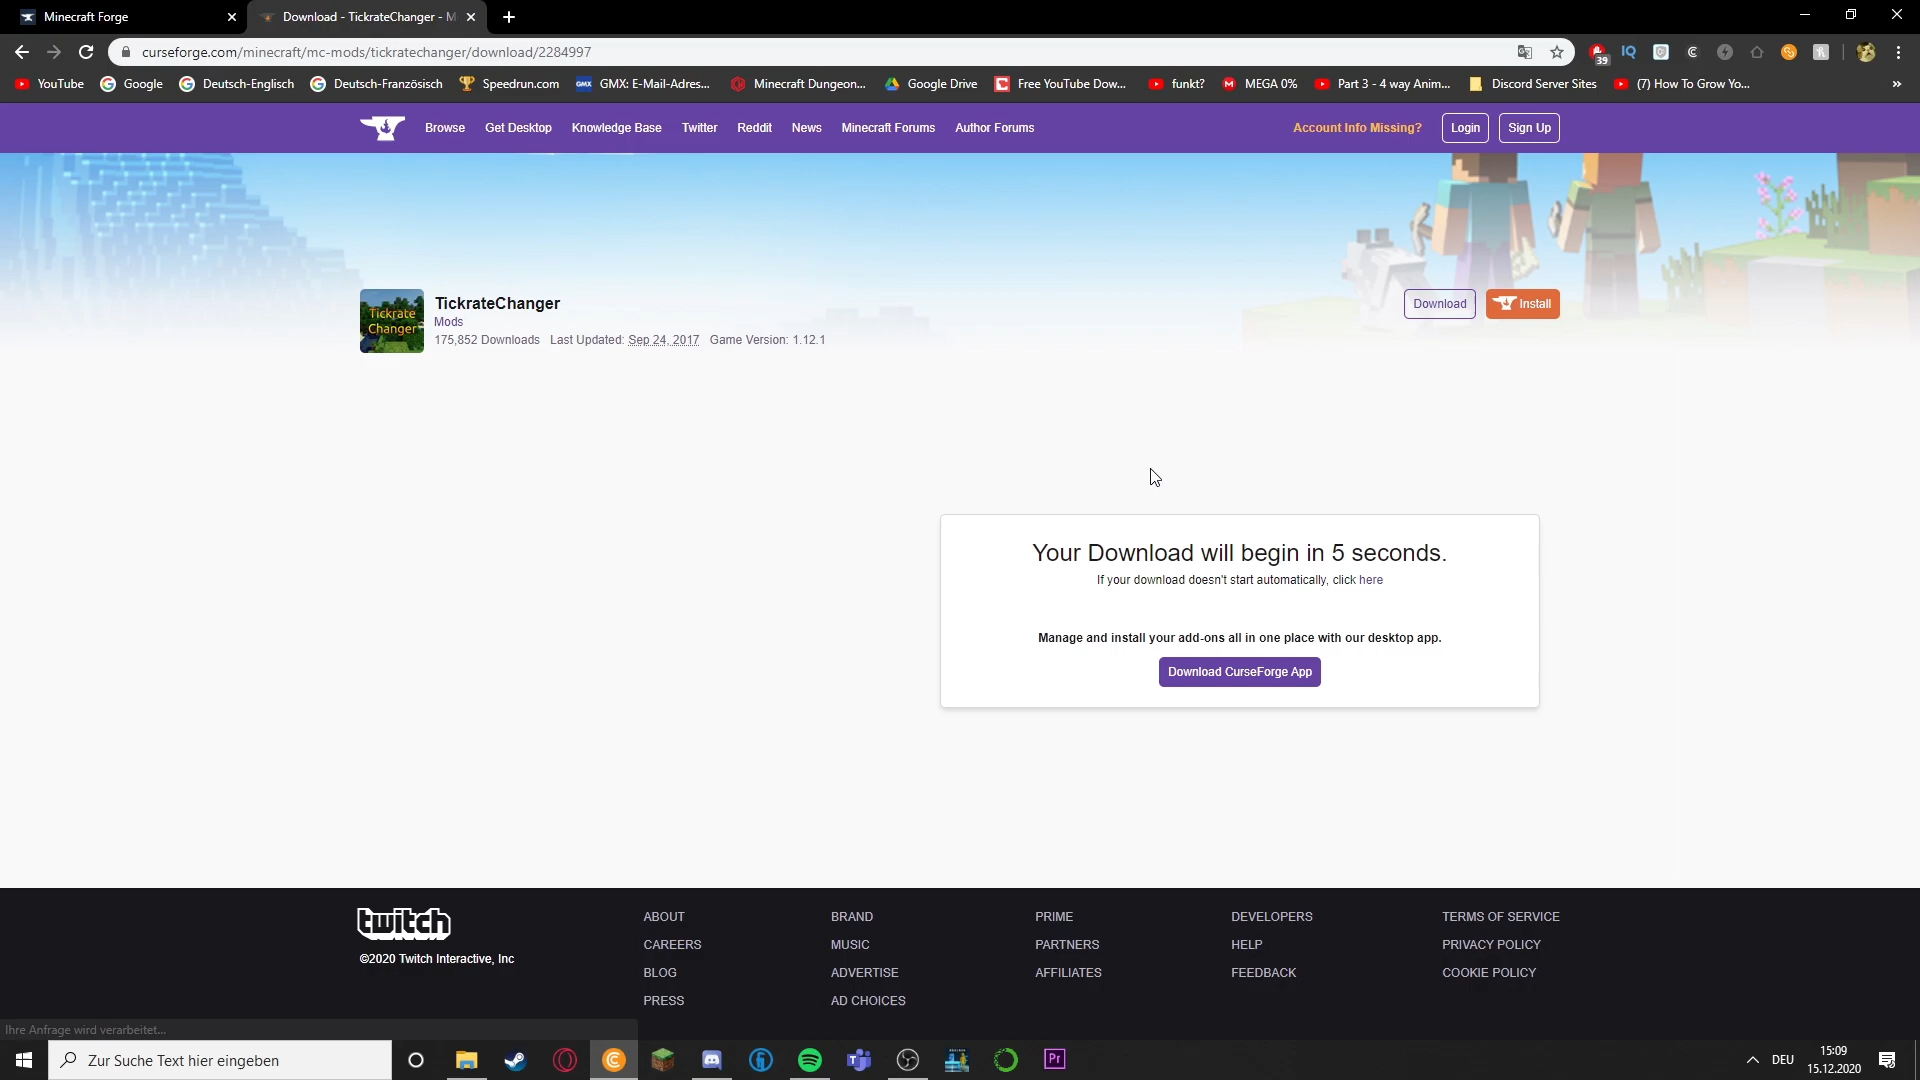 Minecraft Forge
Download - TickrateChanger - M
curseforge.com/minecraft/mc-mods/tickratechanger/download/2284997
39
IQ
YouTube
Google
Deutsch-Englisch
Deutsch-Französisch
Speedrun.com
GMX: E-Mail-Adres...
Minecraft Dungeon...
Google Drive
Free YouTube Dow...
funkt?
MEGA 0%
Part 3 - 4 way Anim...
Discord Server Sites
(7) How To Grow Yo...
»
Browse
Get Desktop
Knowledge Base
Twitter
Reddit
News
Minecraft Forums
Author Forums
Account Info Missing?
Login
Sign Up
Tickrate
Changer
TickrateChanger
Mods
175,852 Downloads Last Updated: Sep 24, 2017 Game Version: 1.12.1
Download
Install
Your Download will begin in 5 seconds.
If your download doesn't start automatically, click here
Manage and install your add-ons all in one place with our desktop app.
Download CurseForge App
twitch
©2020 Twitch Interactive, Inc
ABOUT
CAREERS
BLOG
PRESS
BRAND
MUSIC
ADVERTISE
AD CHOICES
PRIME
PARTNERS
AFFILIATES
DEVELOPERS
HELP
FEEDBACK
TERMS OF SERVICE
PRIVACY POLICY
COOKIE POLICY
Ihre Anfrage wird verarbeitet...
Zur Suche Text hier eingeben
Pr
DEU
15:09
15.12.2020